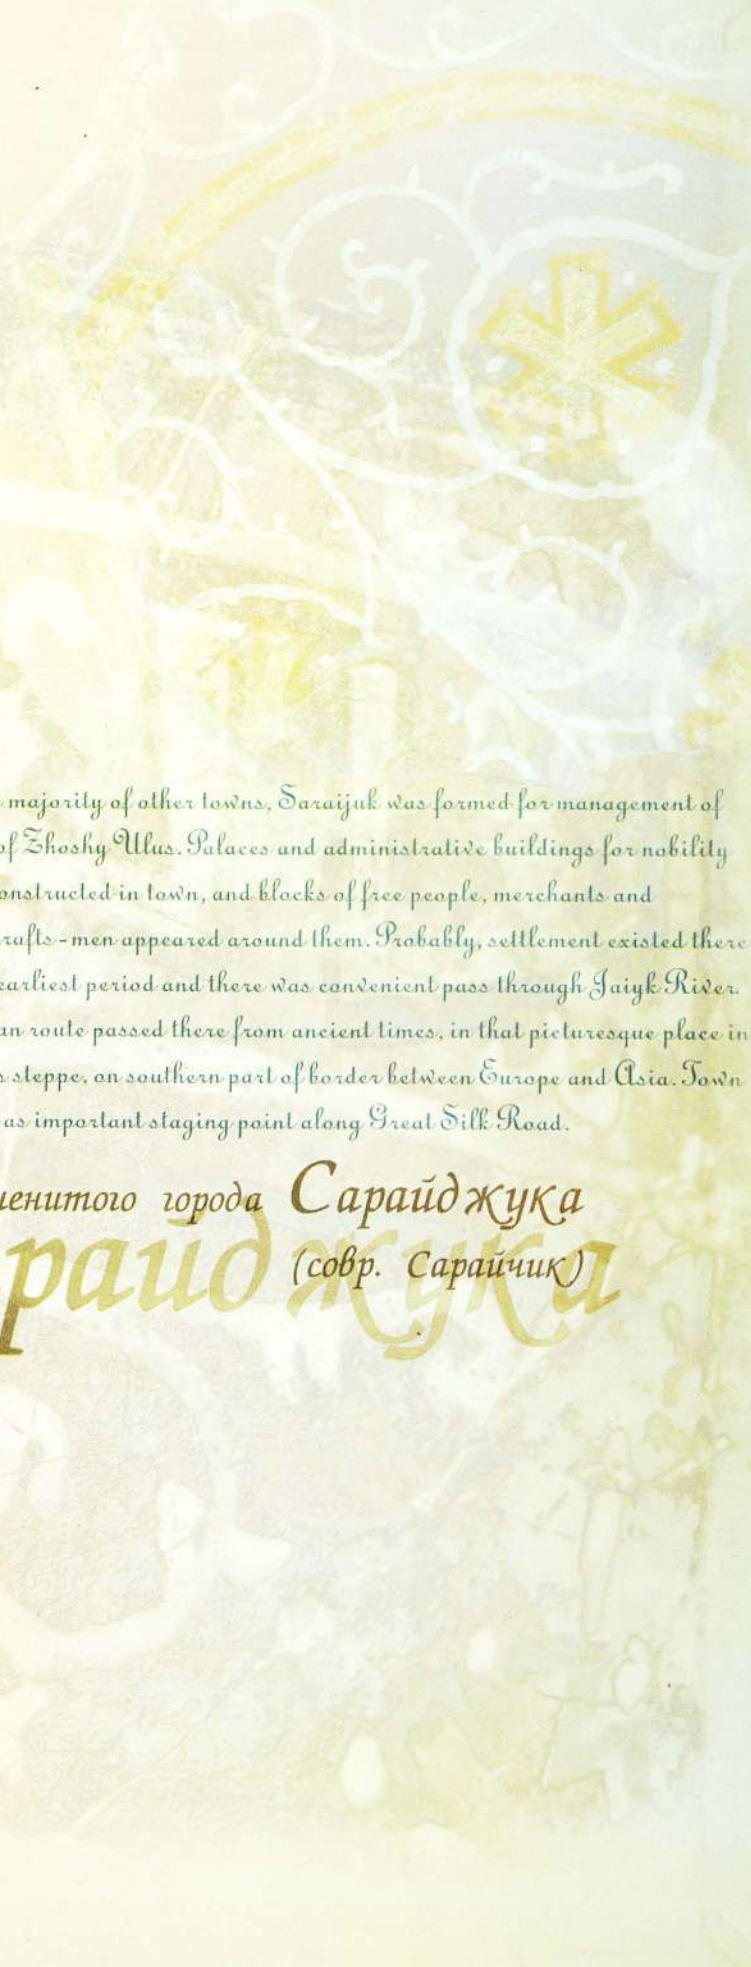 majority of other towns, Saraijuk was formed for management of
of Zhoshy Ulus. Palaces and administrative buildings for nobility
onstructed in town, and blocks of free people, merchants and
rafts-men appeared around them. Probably, settlement existed there
earliest period and there was convenient pass through Jaiyk River.
an route passed there from ancient times, in that picturesque place in
steppe, on southern part of border between Europe and Asia. Town
as important staging point along Great Silk Road.
енитого города Сарайджука
(совр. Сарайчик)
райджука